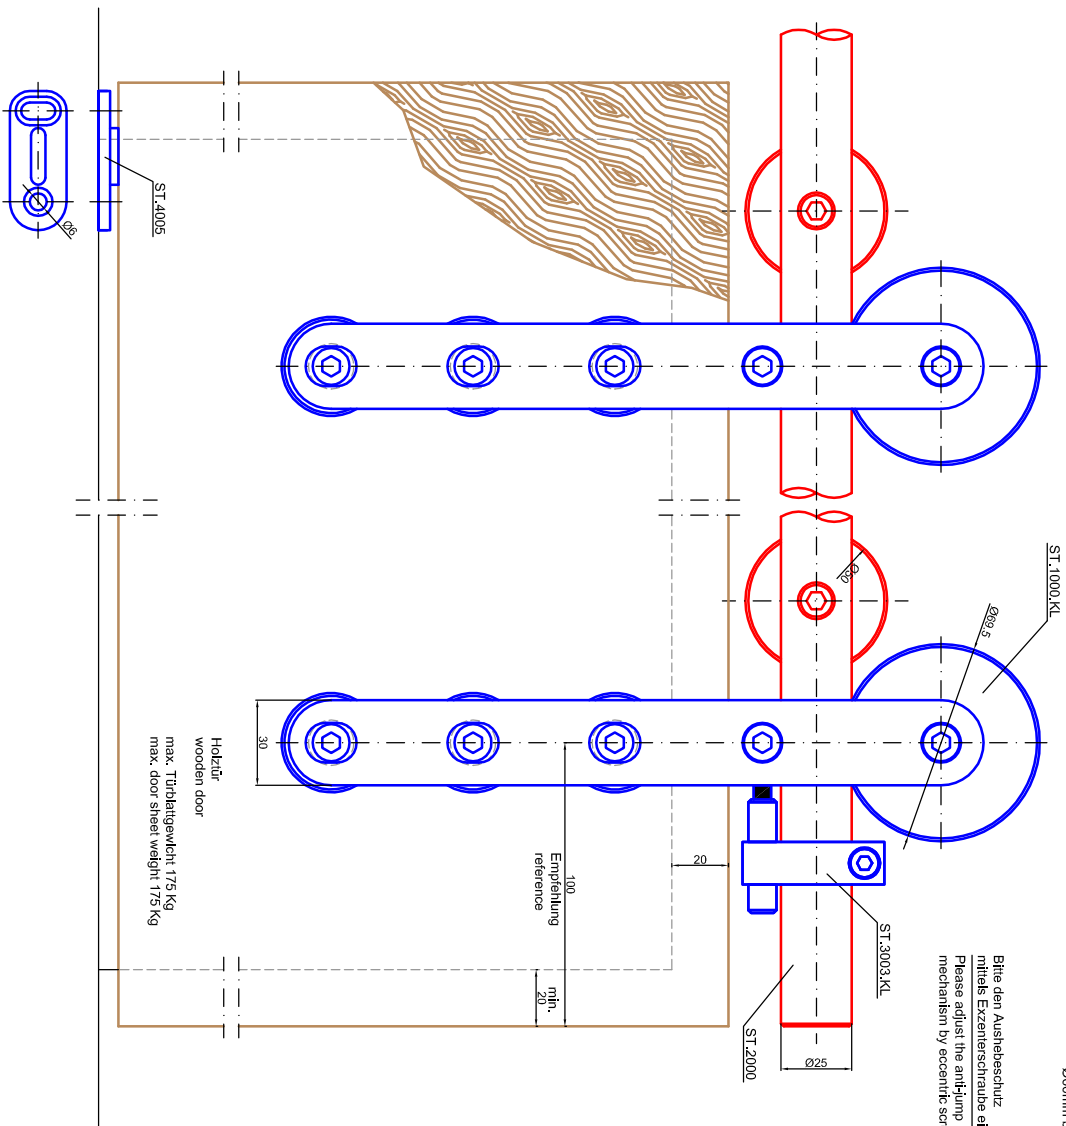 ST.1000.KL
Ø69.5
Ø50
ST.4005
Ø6
30
Holztür
wooden door
max. Türblattgewicht 175 Kg
max. door sheet weight 175 Kg
20
100
Empfehlung
reference
min.
20
ST.3003.KL
ST.2000
Ø25
Bitte den Aushebeschutz
mittels Exzenterschraube
Please adjust the anti-jump
mechanism by eccentric